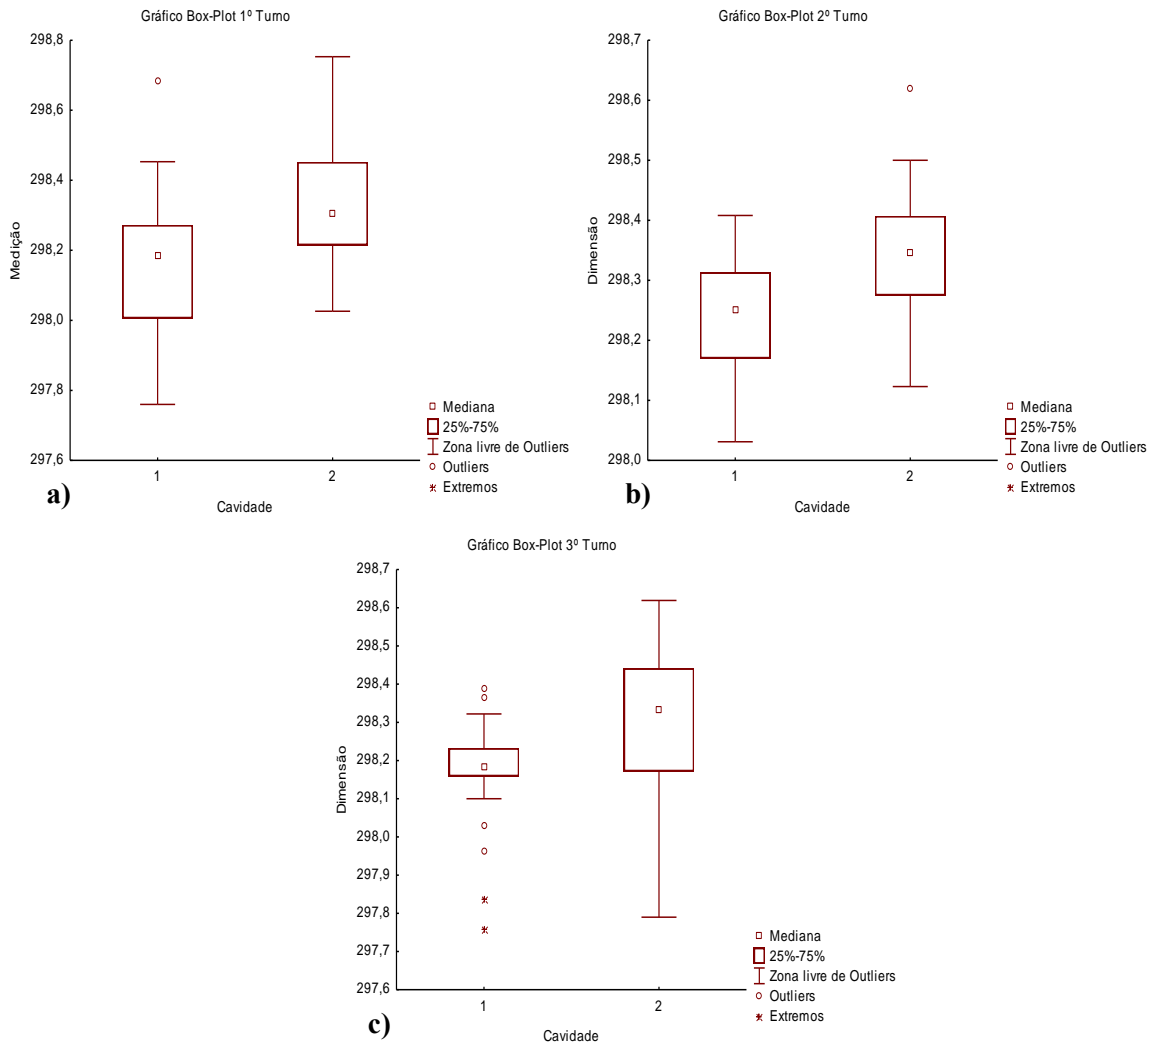 Gráfico Box-Plot 1º Turno
298,8
298,6
298,4
298,2
298,0
297,8
297,6
Medição
1
2
Cavidade
Mediana
25%-75%
Zona livre de Outliers
Outliers
Extremos
a)
Gráfico Box-Plot 2º Turno
298,7
298,6
298,5
298,4
298,3
298,2
298,1
298,0
Dimensão
1
2
Cavidade
Mediana
25%-75%
Zona livre de Outliers
Outliers
Extremos
b)
Gráfico Box-Plot 3º Turno
298,7
298,6
298,5
298,4
298,3
298,2
298,1
298,0
297,9
297,8
297,7
297,6
Dimensão
1
2
Cavidade
Mediana
25%-75%
Zona livre de Outliers
Outliers
Extremos
c)